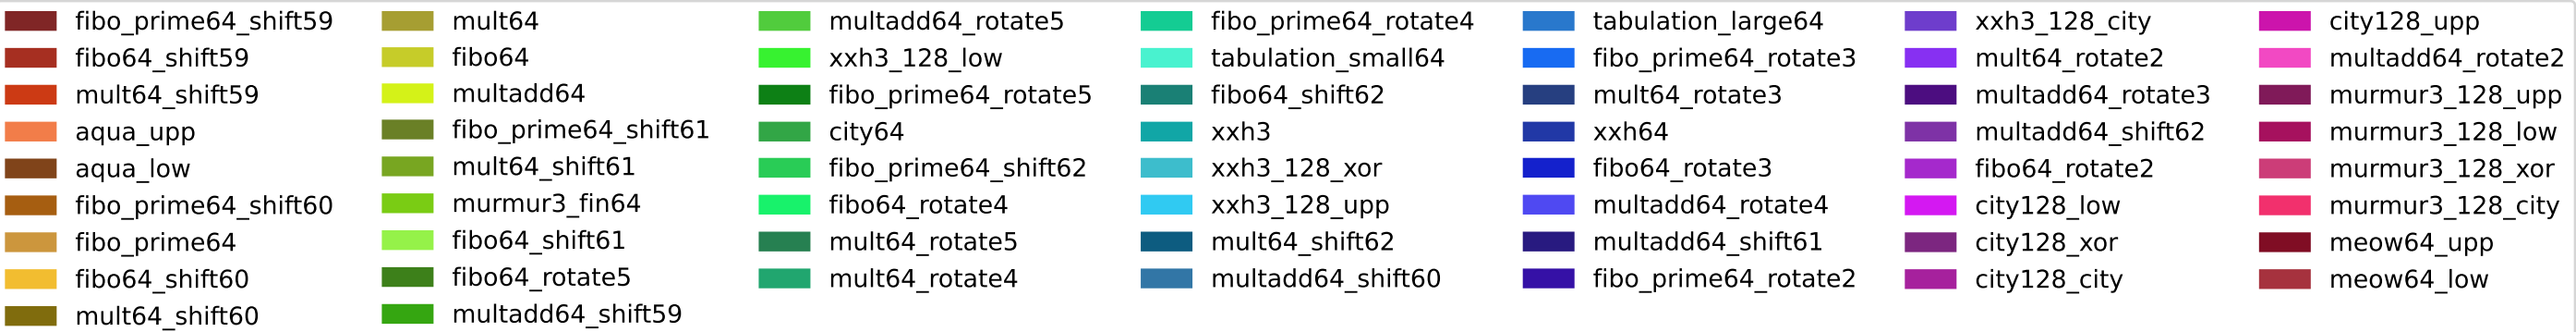 fibo_prime64_shift59
fibo64_shift59
mult64_shift59
aqua_upp
aqua_low
fibo_prime64_shift60
fibo_prime64
fibo64_shift60
mult64_shift60
mult64
fibo64
multadd64
fibo_prime64_shift61
mult64_shift61
murmur3_fin64
fibo64_shift61
fibo64_rotate5
multadd64_shift59
multadd64_rotate5
xxh3_128_low
fibo_prime64_rotate5
city64
fibo_prime64_shift62
fibo64_rotate4
mult64_rotate5
mult64_rotate4
fibo_prime64_rotate4
tabulation_small64
fibo64_shift62
xxh3
xxh3_128_xor
xxh3_128_upp
mult64_shift62
multadd64_shift60
tabulation_large64
fibo_prime64_rotate3
mult64_rotate3
xxh64
fibo64_rotate3
multadd64_rotate4
multadd64_shift61
fibo_prime64_rotate2
xxh3_128_city
mult64_rotate2
multadd64_rotate3
multadd64_shift62
fibo64_rotate2
city128_low
city128_xor
city128_city
city128_upp
multadd64_rotate2
murmur3_128_upp
murmur3_128_low
murmur3_128_xor
murmur3_128_city
meow64_upp
meow64_low